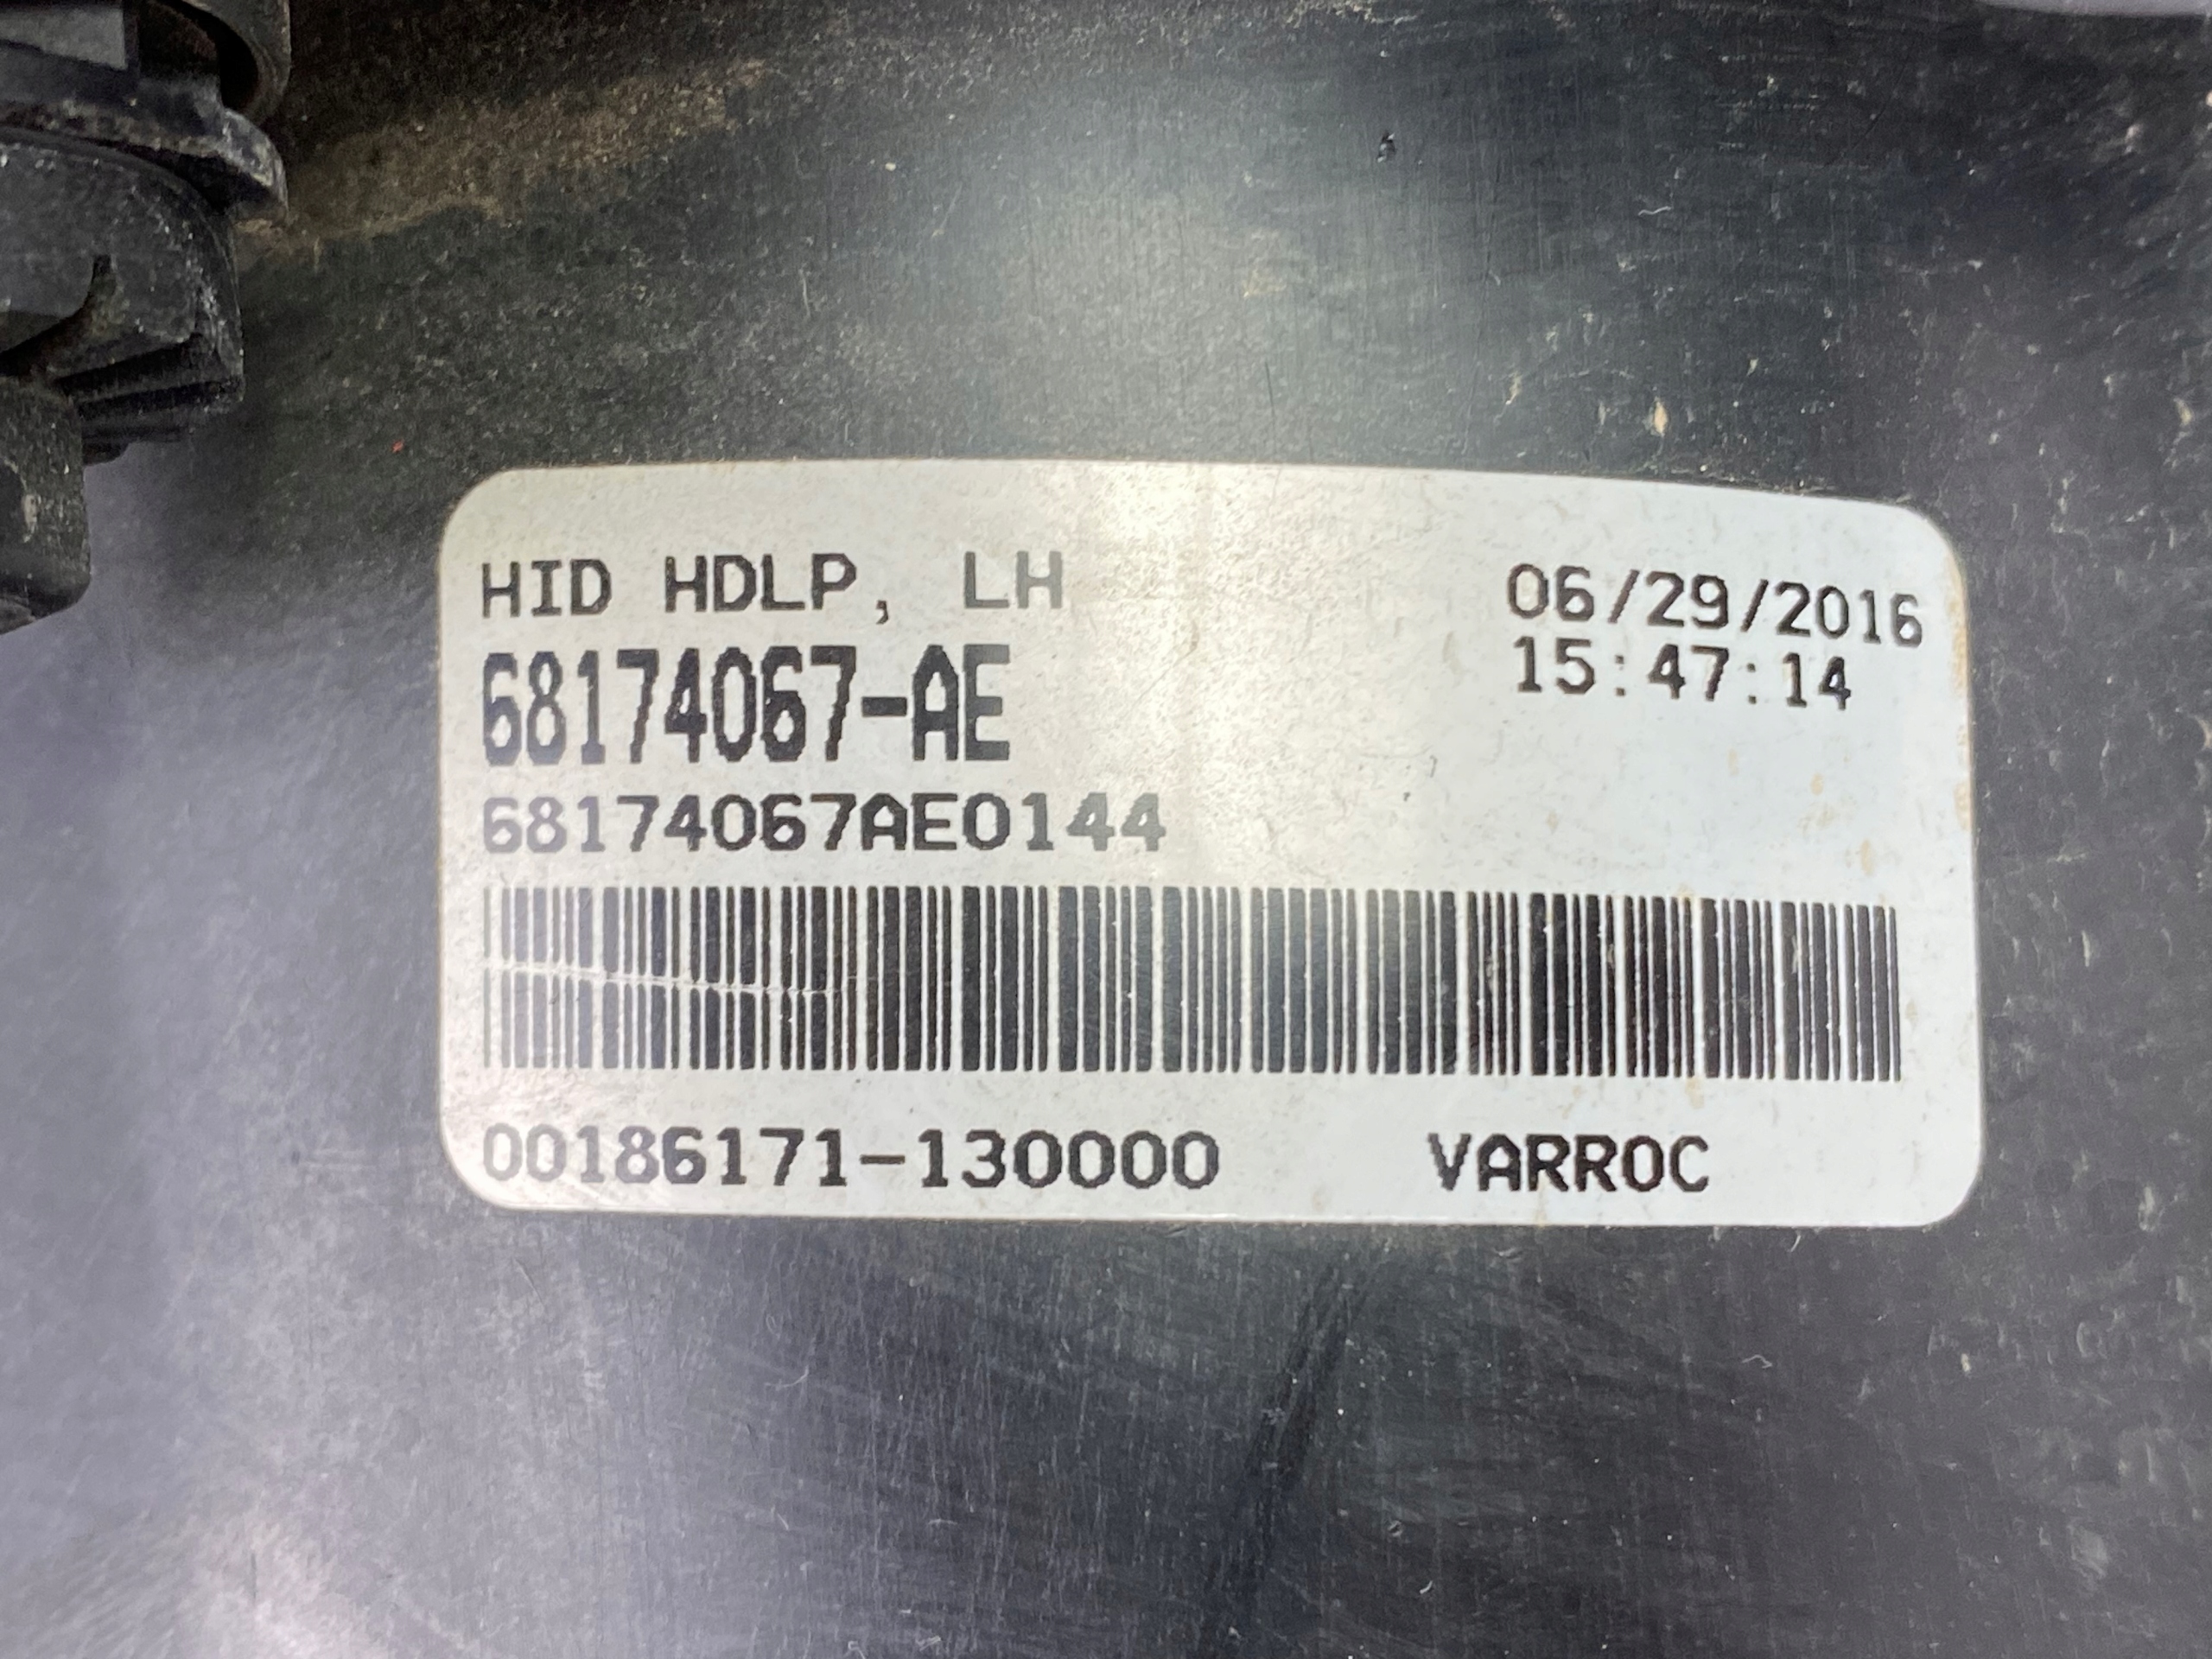 HID HDLP, LH
06/29/2016
68174067-AE
15:47:14
68174067AE0144
00186171-130000
VARROC